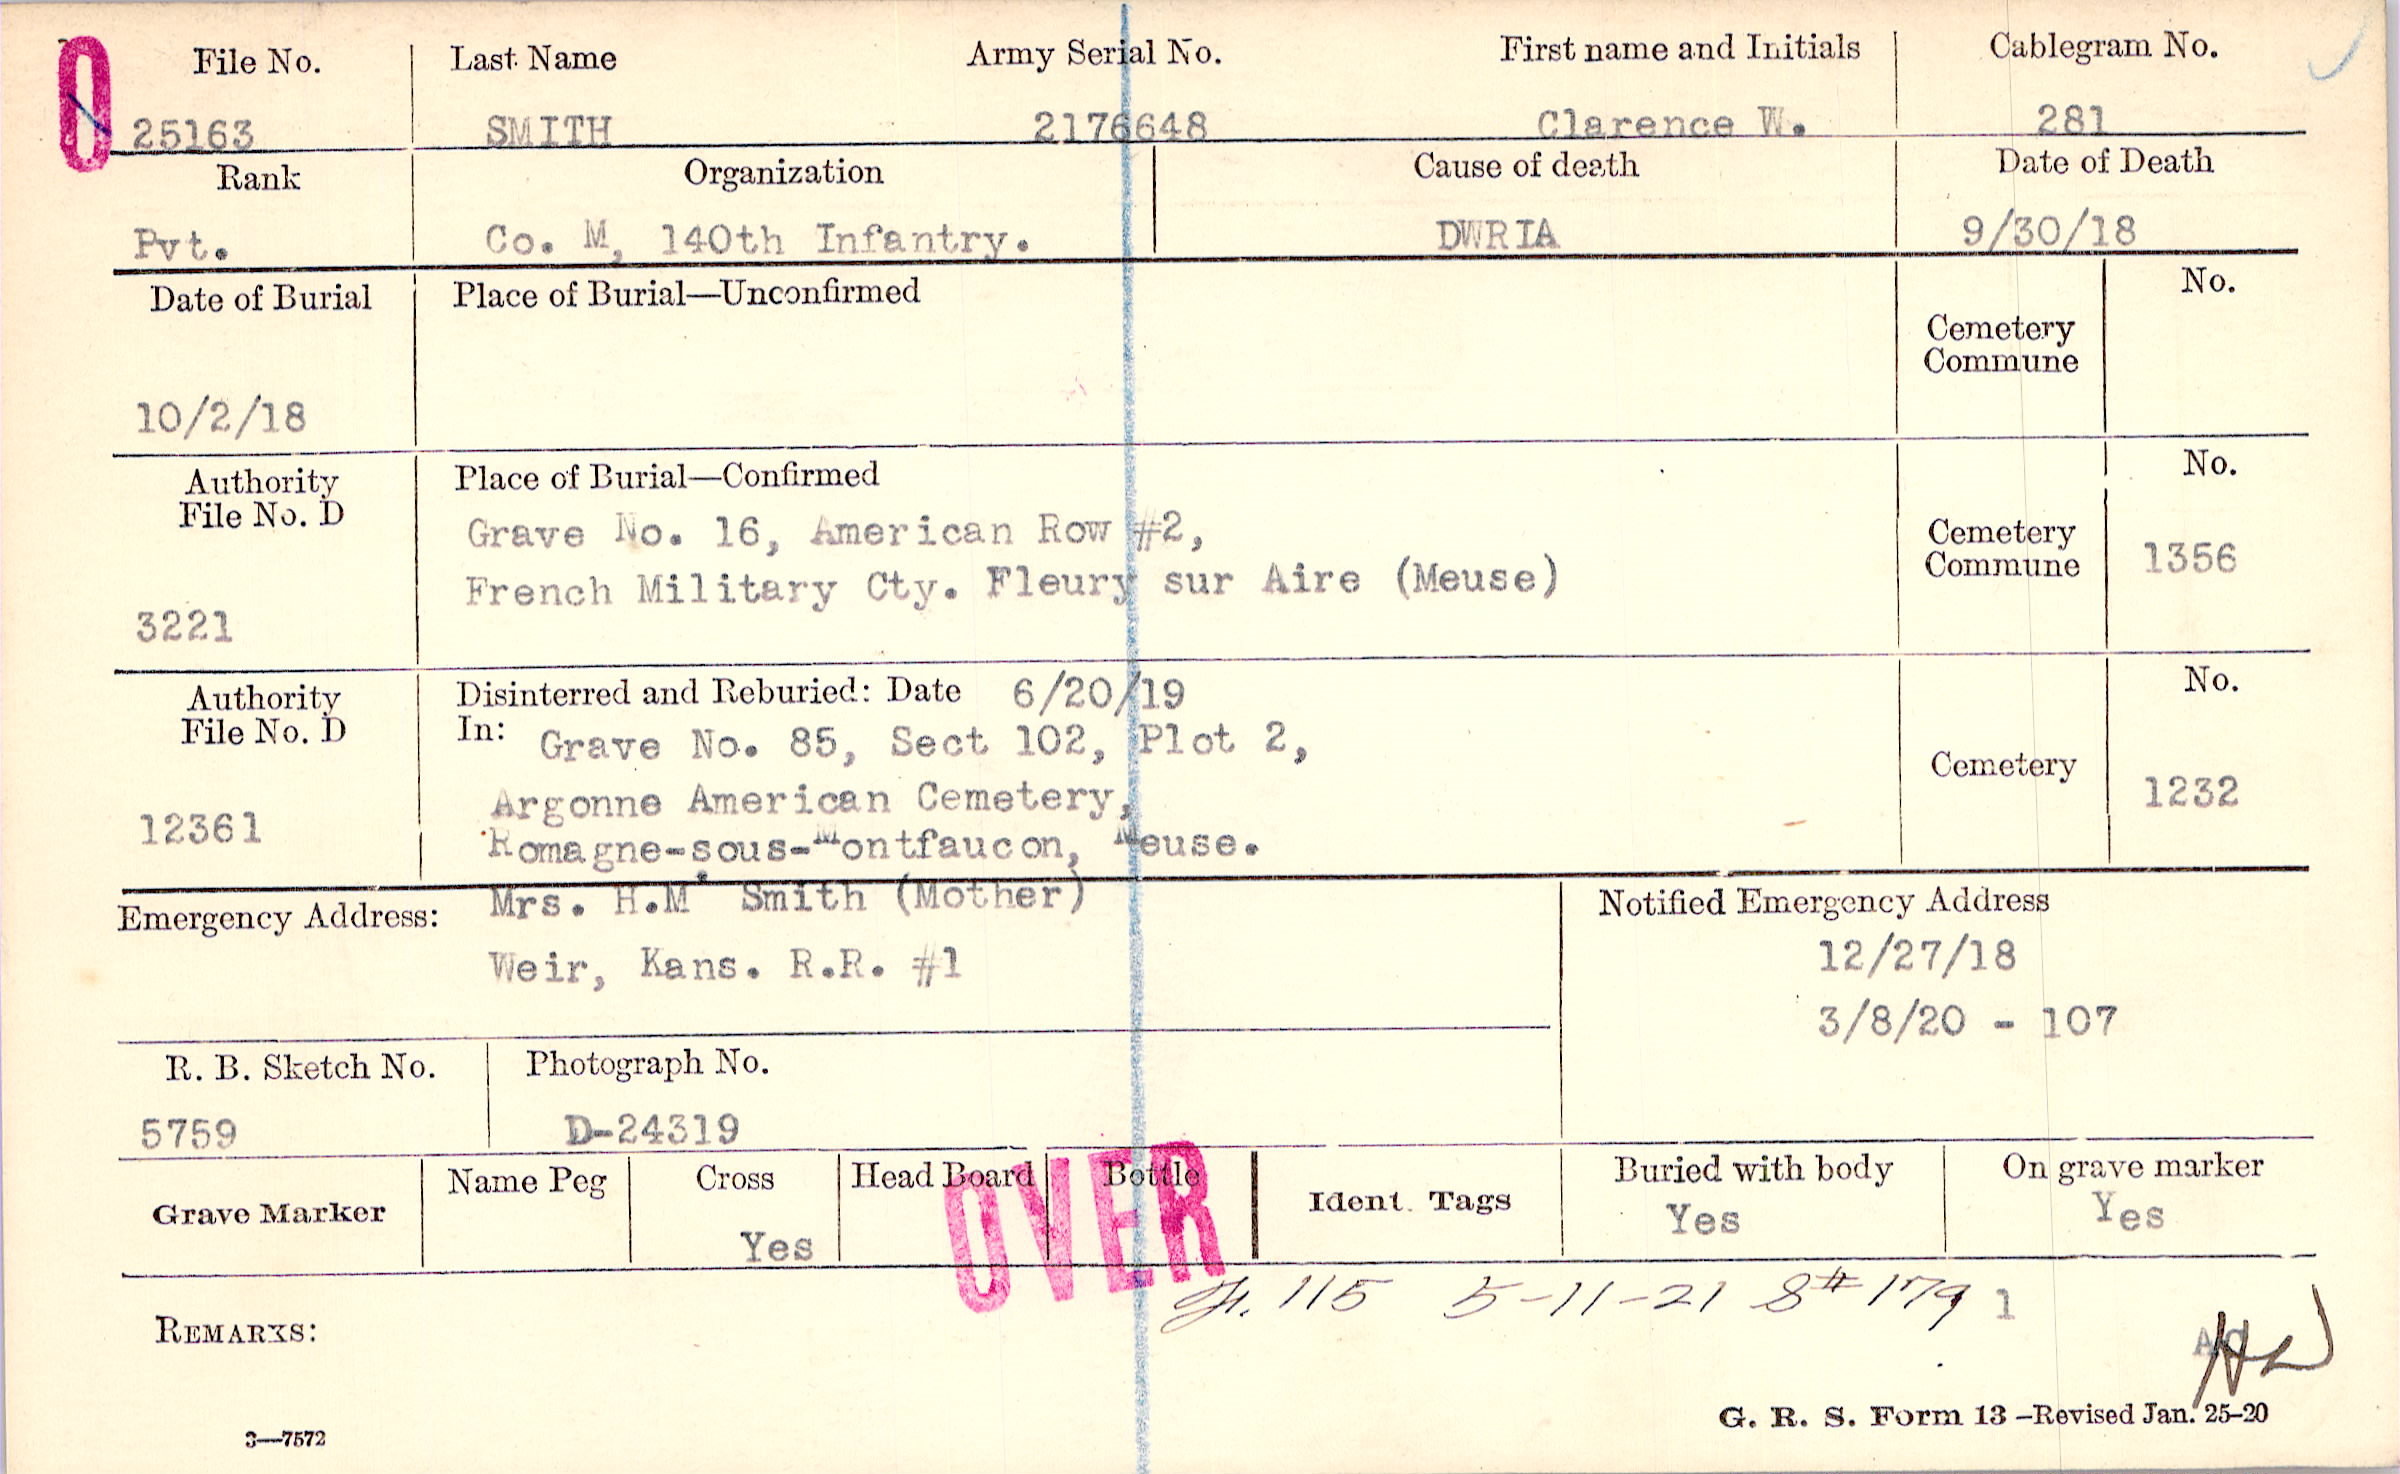 File No. Last Name Army Serial No. First name and Initials Cablegram No.
25163 SMITH 2176648 Clarence W. 281
Rank Organization Cause of death Date of Death
Pvt. Co. M, 140th Infantry. DWRIA 9/30/18
Date of Burial Place of Burial—Unconfirmed Cemetery Commune No.
10/2/18
Authority File No. D Place of Burial—Confirmed Cemetery Commune No.
Grave No. 16, American Row #2,
French Military Cty. Fleury sur Aire (Meuse) 1356
3221
Authority File No. D Disinterred and Reburied: Date 6/20/19 No.
In: Grave No. 85, Sect 102, Plot 2,
Cemetery
Argonne American Cemetery, 1232
12361 Romagne-sous-Montfaucon, Meuse.
Emergency Address: Mrs. H.M. Smith (Mother) Notified Emergency Address
Weir, Kans. R.R. #1 12/27/18
3/8/20 - 107
R. B. Sketch No. Photograph No.
5759 D-24319
Grave Marker Name Peg Cross Head Board Bottle Ident. Tags Buried with body On grave marker
Yes Yes Yes
OVER
115 5-11-21 8# 179 1
REMARKS:
G. R. S. Form 13 –Revised Jan. 25-20
3—7572